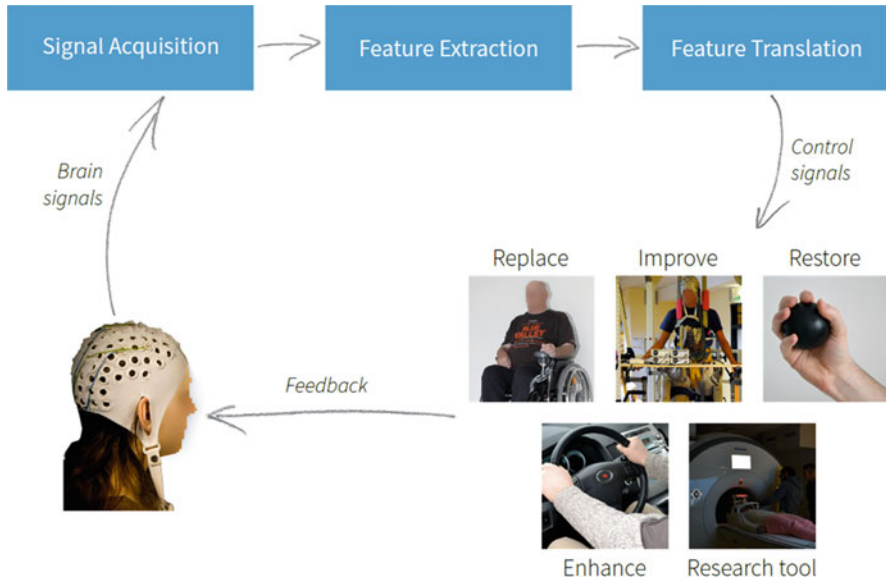 Signal Acquisition
Feature Extraction
Feature Translation
Brain
signals
Control
signals
Replace
Improve
Restore
Feedback
Enhance
Research tool